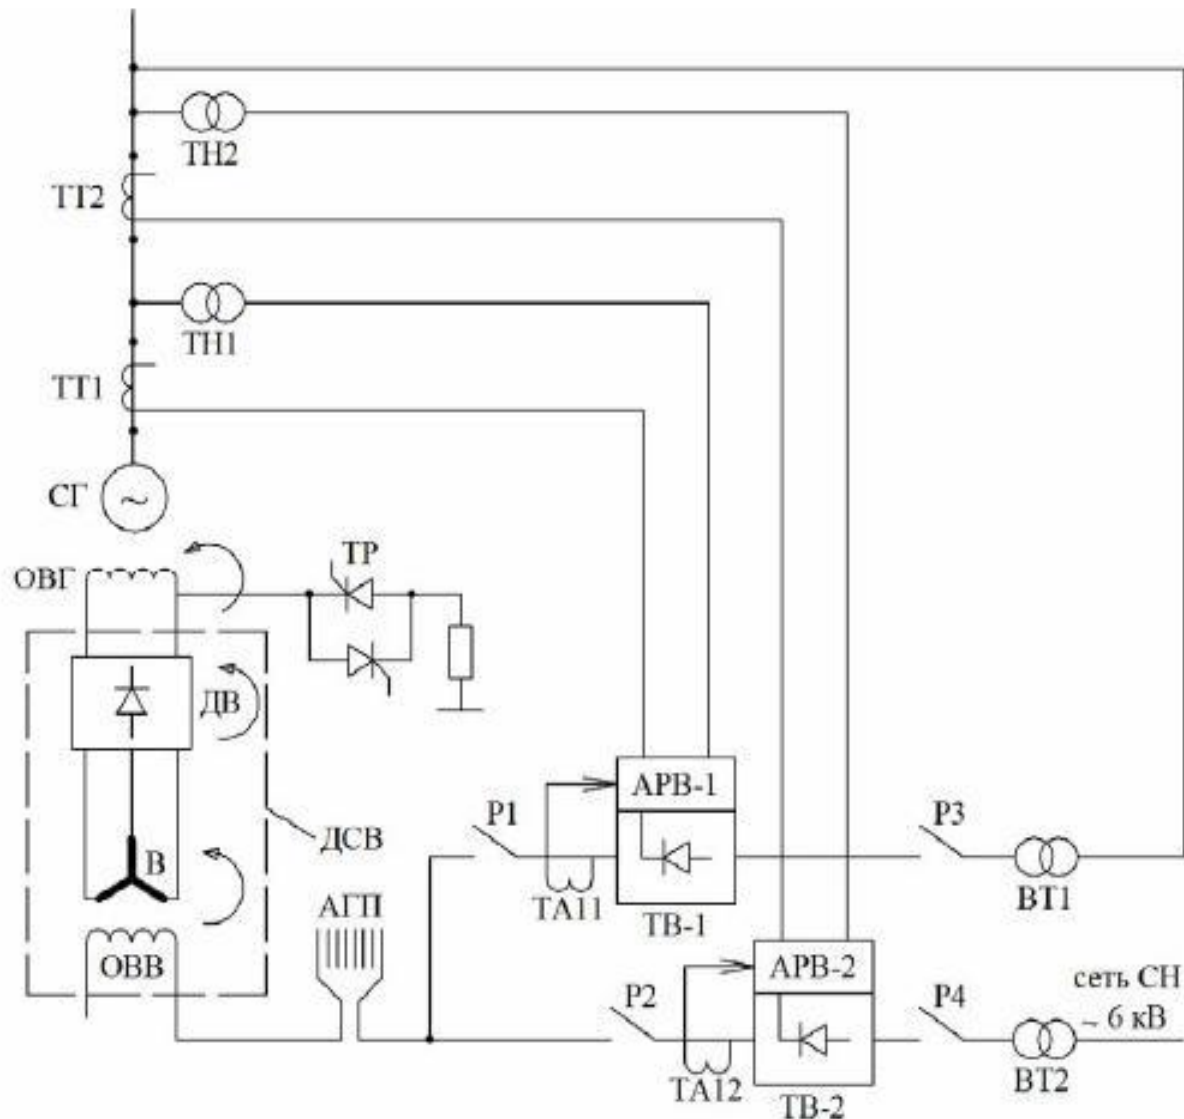 ТН2
ТТ2
ТН1
ТТ1
СГ
~
ОВГ
ТР
ДВ
АРВ-1
Р1
Р3
ДСВ
В
АГП
ТА11
ТВ-1
ВТ1
ОВВ
АРВ-2
Р2
Р4
сеть СН
~ 6 кВ
ТА12
ТВ-2
ВТ2